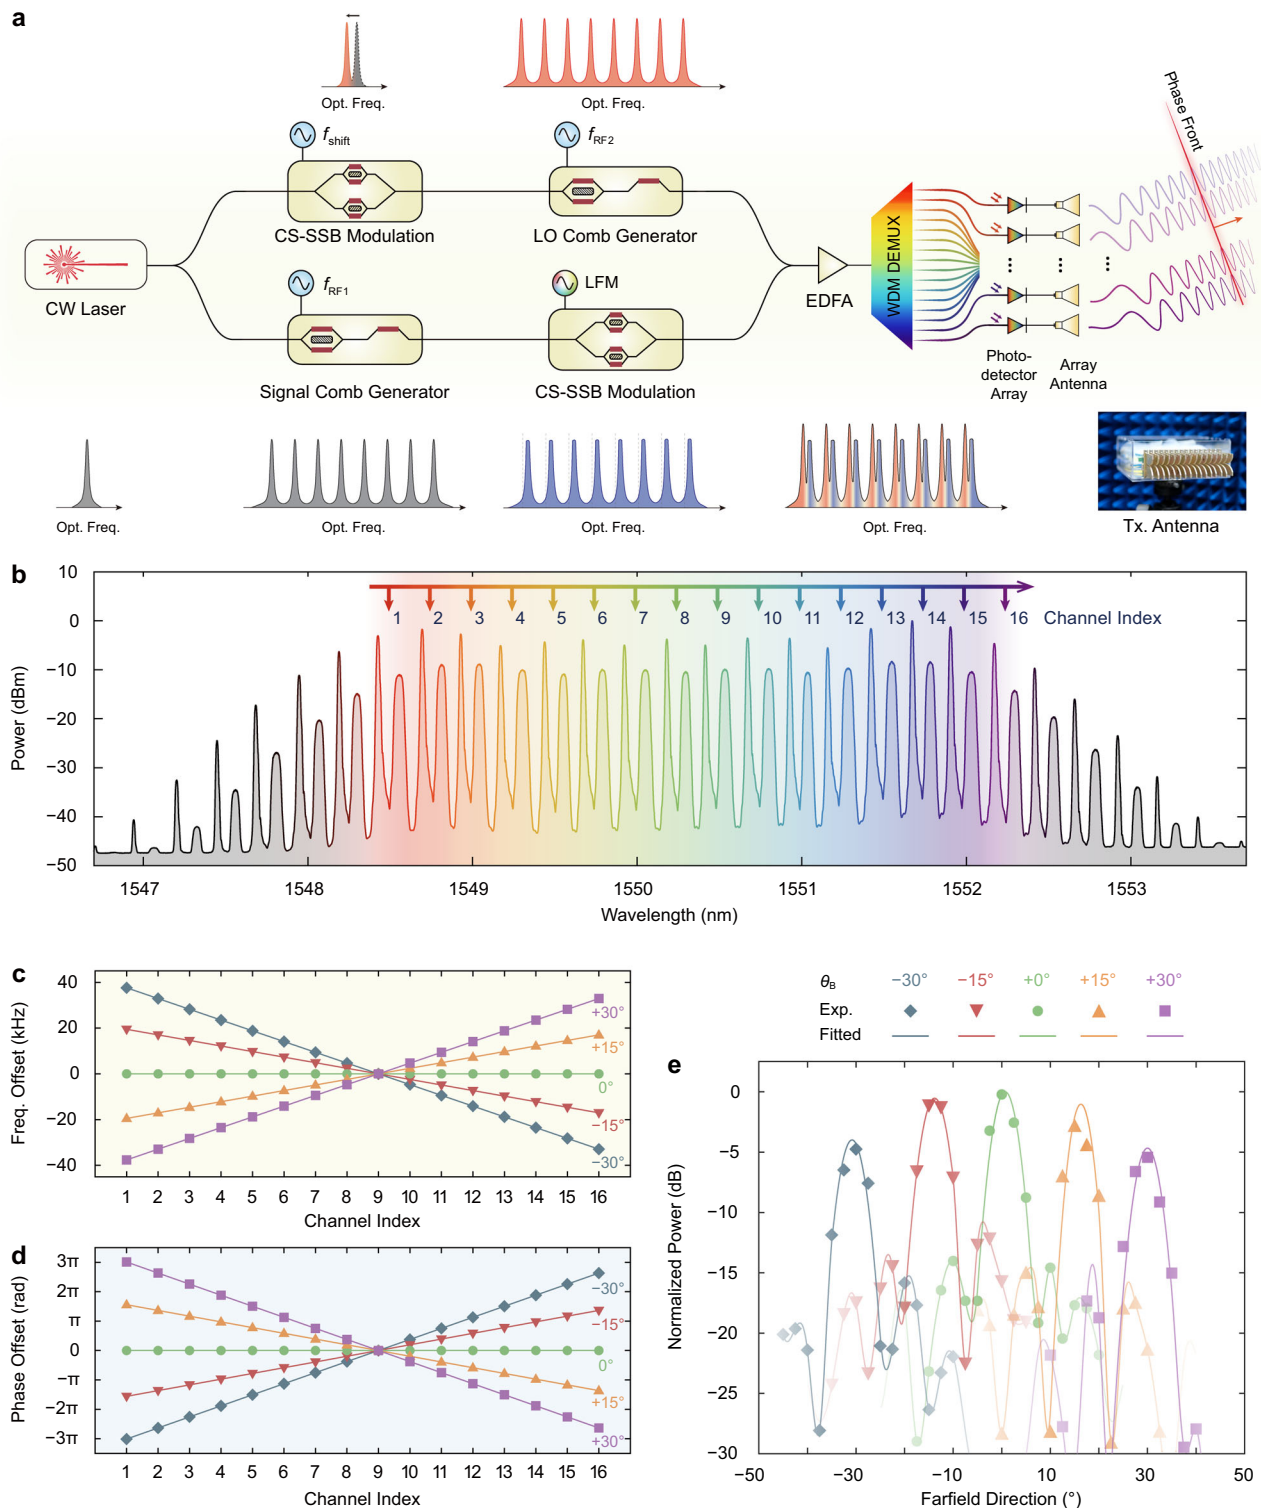 a
Opt. Freq.
Opt. Freq.
fshift
fRF2
CS-SSB Modulation
LO Comb Generator
CW Laser
fRF1
LFM
Signal Comb Generator
CS-SSB Modulation
EDFA
WDM DEMUX
Phase Front
Photo-
detector
Array
Array
Antenna
Opt. Freq.
Opt. Freq.
Opt. Freq.
Opt. Freq.
Tx. Antenna
b
Power (dBm)
10
0
−10
−20
−30
−40
−50
1 2 3 4 5 6 7 8 9 10 11 12 13 14 15 16 Channel Index
1547 1548 1549 1550 1551 1552 1553
Wavelength (nm)
c
Freq. Offset (kHz)
40
20
0
−20
−40
+30°
+15°
0°
−15°
−30°
1 2 3 4 5 6 7 8 9 10 11 12 13 14 15 16
Channel Index
d
Phase Offset (rad)
3π
2π
π
0
−π
−2π
−3π
−30°
−15°
0°
+15°
+30°
1 2 3 4 5 6 7 8 9 10 11 12 13 14 15 16
Channel Index
θB −30° −15° +0° +15° +30°
Exp.
Fitted
e
Normalized Power (dB)
0
−5
−10
−15
−20
−25
−30
−50 −30 −10 10 30 50
Farfield Direction (°)